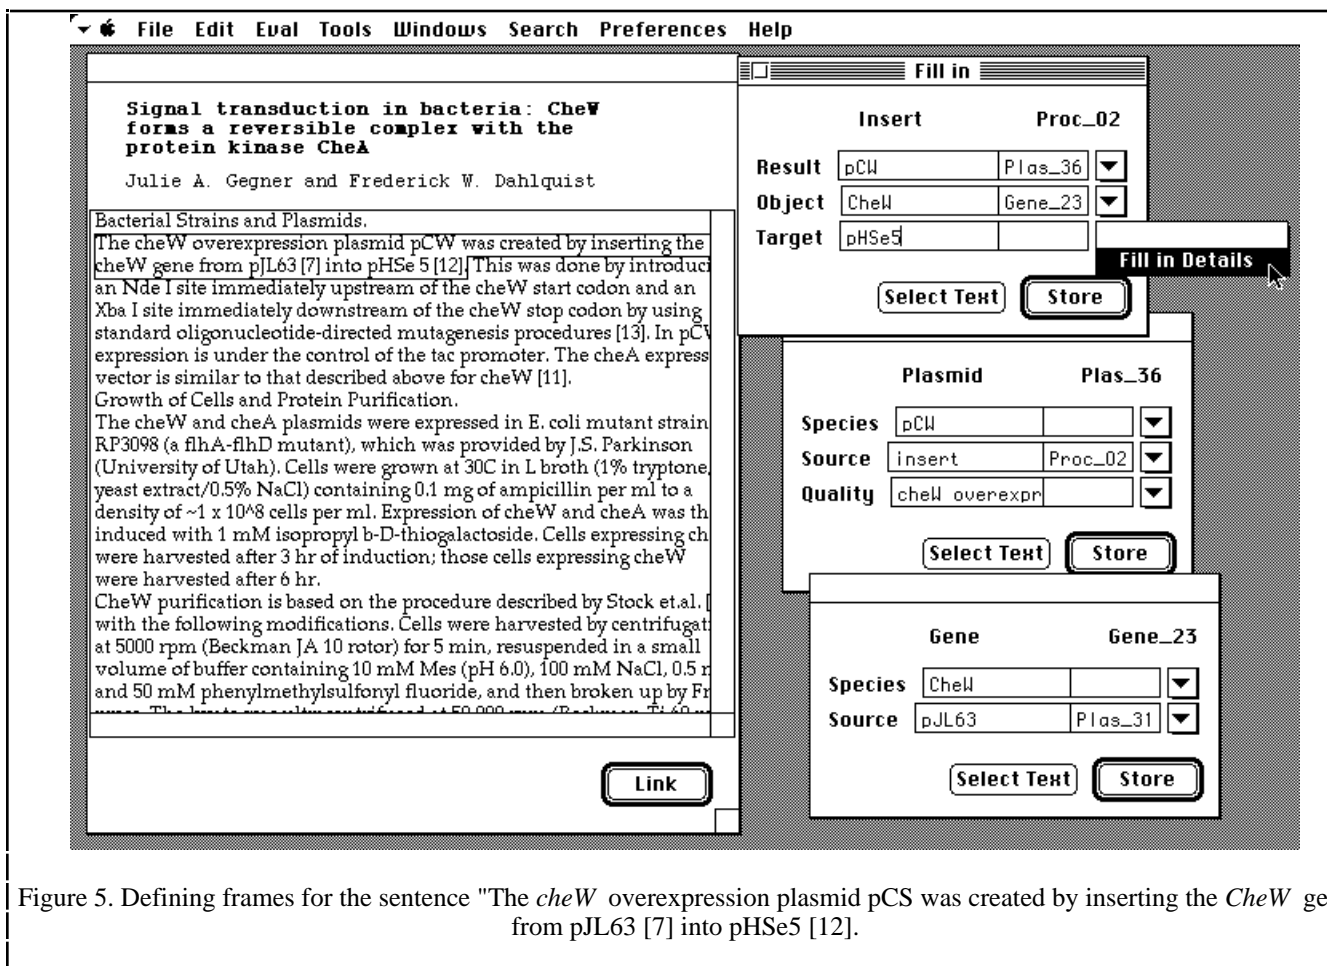 File Edit Eval Tools Windows Search Preferences Help
Signal transduction in bacteria: CheW
forms a reversible complex with the
protein kinase CheA
Julie A. Gegner and Frederick W. Dahlquist
Bacterial Strains and Plasmids.
The cheW overexpression plasmid pCW was created by inserting the
cheW gene from pJL63 [7] into pHSe 5 [12]. This was done by introduci
an Nde I site immediately upstream of the cheW start codon and an
Xba I site immediately downstream of the cheW stop codon by using
standard oligonucleotide-directed mutagenesis procedures [13]. In pCW
expression is under the control of the tac promoter. The cheA express
vector is similar to that described above for cheW [11].
Growth of Cells and Protein Purification.
The cheW and cheA plasmids were expressed in E. coli mutant strain
RP3098 (a flhA-flhD mutant), which was provided by J.S. Parkinson
(University of Utah). Cells were grown at 30C in L broth (1% tryptone,
yeast extract/0.5% NaCl) containing 0.1 mg of ampicillin per ml to a
density of ~1 x 10^8 cells per ml. Expression of cheW and cheA was th
induced with 1 mM isopropyl b-D-thiogalactoside. Cells expressing ch
were harvested after 3 hr of induction; those cells expressing cheW
were harvested after 6 hr.
CheW purification is based on the procedure described by Stock et.al. [
with the following modifications. Cells were harvested by centrifugati
at 5000 rpm (Beckman JA 10 rotor) for 5 min, resuspended in a small
volume of buffer containing 10 mM Mes (pH 6.0), 100 mM NaCl, 0.5 m
and 50 mM phenylmethylsulfonyl fluoride, and then broken up by Fr
Link
Fill in
Insert Proc_02
Result pCW Plas_36
Object CheW Gene_23
Target pHSe5
Fill in Details
Select Text Store
Plasmid Plas_36
Species pCW
Source insert Proc_02
Quality cheW overexpr
Select Text Store
Gene Gene_23
Species CheW
Source pJL63 Plas_31
Select Text Store
Figure 5. Defining frames for the sentence "The cheW overexpression plasmid pCS was created by inserting the CheW ge
from pJL63 [7] into pHSe5 [12].